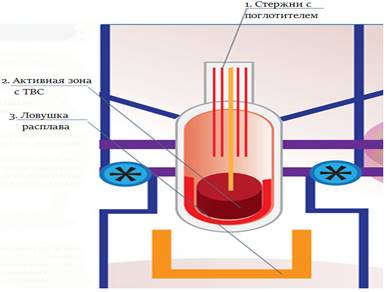 1. Стержни с
поглотителем
2. Активная зона
с ТВС
3. Ловушка
расплава